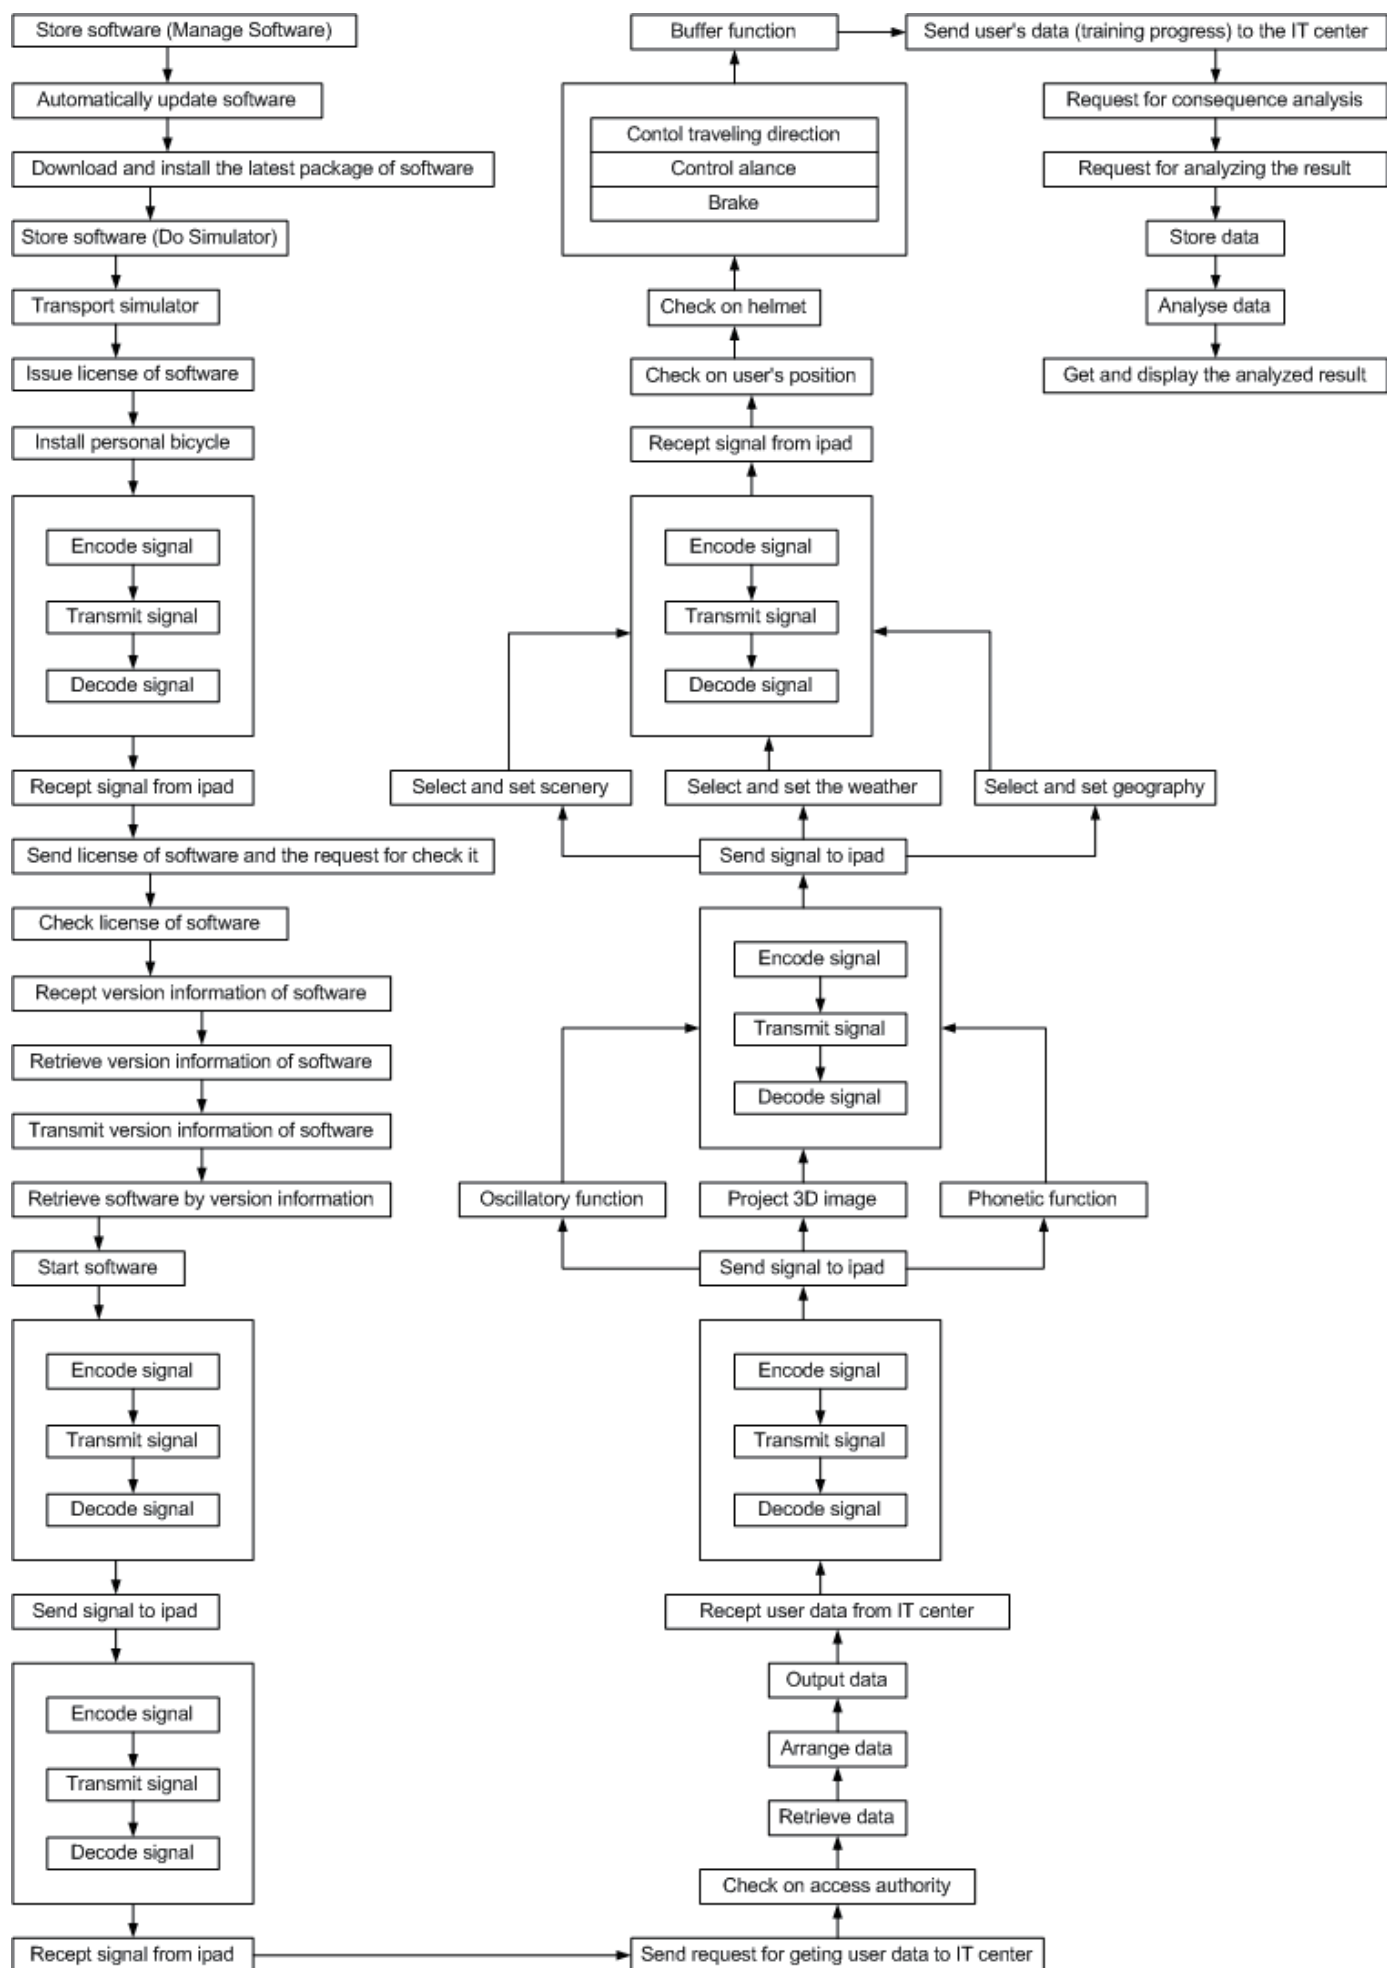 Store software (Manage Software)
Automatically update software
Download and install the latest package of software
Store software (Do Simulator)
Transport simulator
Issue license of software
Install personal bicycle
Encode signal
Transmit signal
Decode signal
Recept signal from ipad
Send license of software and the request for check it
Check license of software
Recept version information of software
Retrieve version information of software
Transmit version information of software
Retrieve software by version information
Start software
Encode signal
Transmit signal
Decode signal
Send signal to ipad
Encode signal
Transmit signal
Decode signal
Recept signal from ipad
Send request for geting user data to IT center
Check on access authority
Retrieve data
Arrange data
Output data
Recept user data from IT center
Encode signal
Transmit signal
Decode signal
Send signal to ipad
Oscillatory function
Project 3D image
Phonetic function
Encode signal
Transmit signal
Decode signal
Send signal to ipad
Select and set scenery
Select and set the weather
Select and set geography
Encode signal
Transmit signal
Decode signal
Recept signal from ipad
Check on user's position
Check on helmet
Contol traveling direction
Control alance
Brake
Buffer function
Send user's data (training progress) to the IT center
Request for consequence analysis
Request for analyzing the result
Store data
Analyse data
Get and display the analyzed result